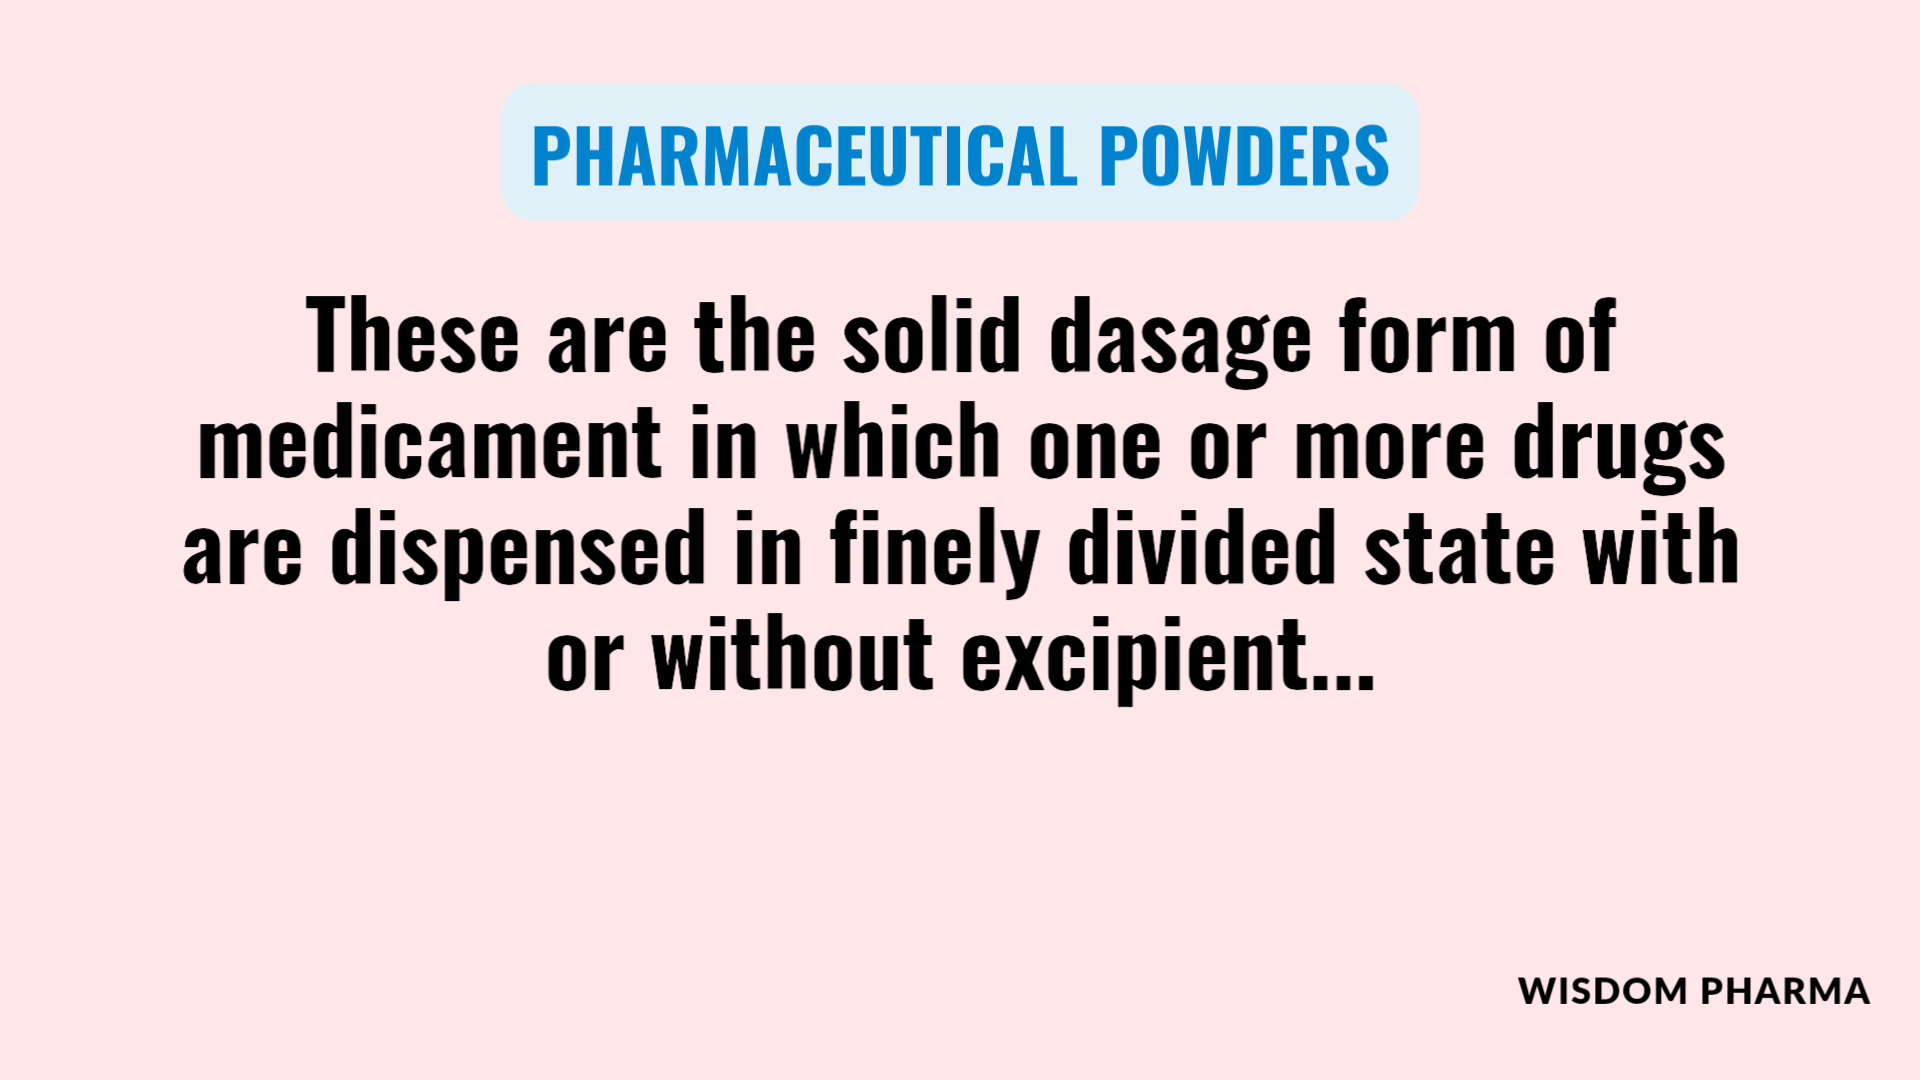 PHARMACEUTICAL POWDERS
These are the solid dasage form of
medicament in which one or more drugs
are dispensed in finely divided state with
or without excipient...
WISDOM PHARMA